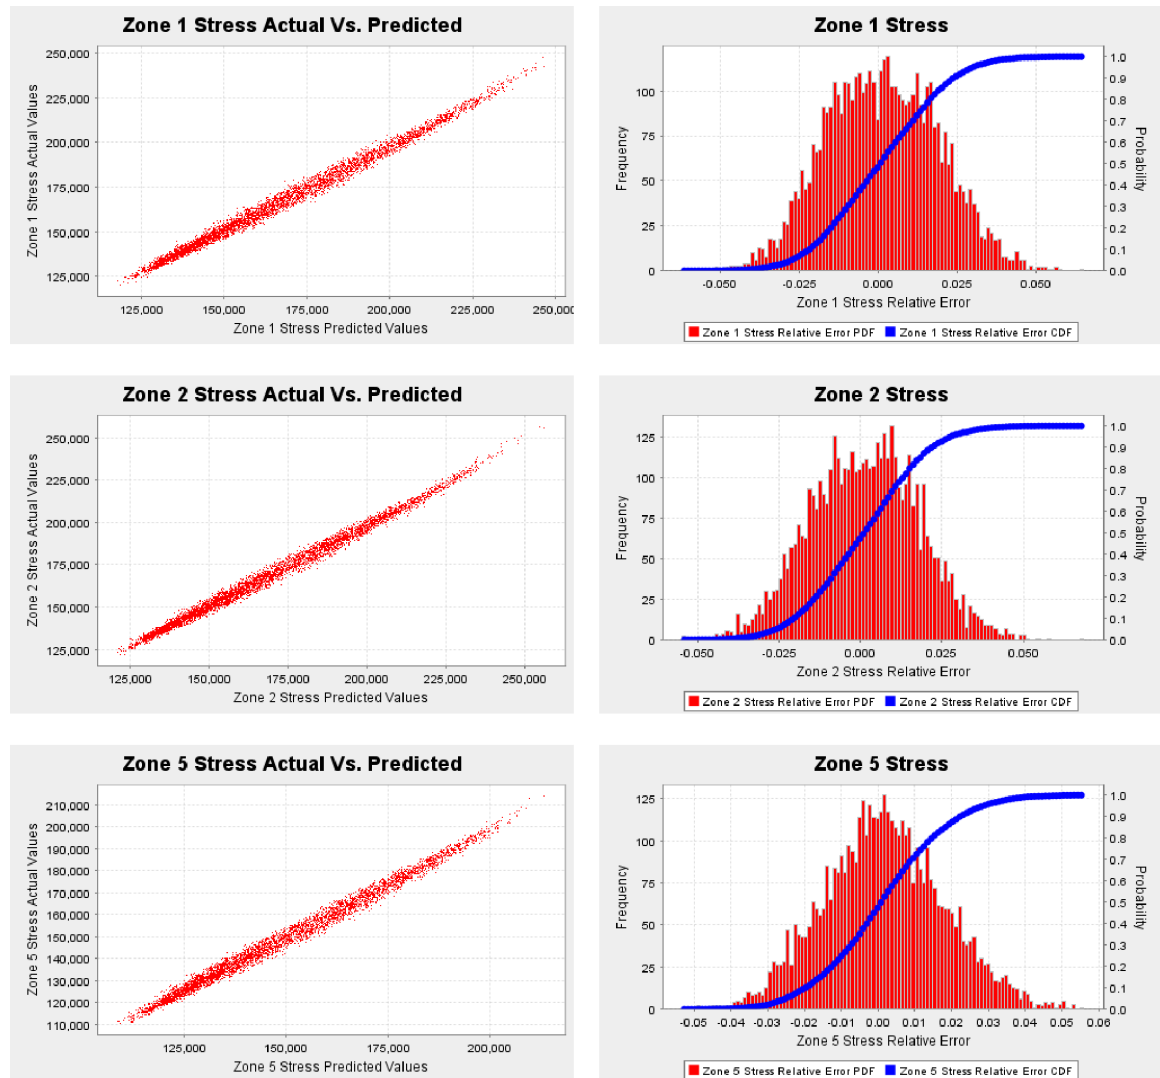 Zone 1 Stress Actual Vs. Predicted
Zone 1 Stress Actual Values
250,000
225,000
200,000
175,000
150,000
125,000
125,000 150,000 175,000 200,000 225,000 250,000
Zone 1 Stress Predicted Values
Zone 1 Stress
Frequency
100
75
50
25
0
1.0
0.9
0.8
0.7
0.6
0.5
0.4
0.3
0.2
0.1
0.0
Probability
-0.050 -0.025 0.000 0.025 0.050
Zone 1 Stress Relative Error
Zone 1 Stress Relative Error PDF Zone 1 Stress Relative Error CDF
Zone 2 Stress Actual Vs. Predicted
Zone 2 Stress Actual Values
250,000
225,000
200,000
175,000
150,000
125,000
125,000 150,000 175,000 200,000 225,000 250,000
Zone 2 Stress Predicted Values
Zone 2 Stress
Frequency
125
100
75
50
25
0
1.0
0.9
0.8
0.7
0.6
0.5
0.4
0.3
0.2
0.1
0.0
Probability
-0.050 -0.025 0.000 0.025 0.050
Zone 2 Stress Relative Error
Zone 2 Stress Relative Error PDF Zone 2 Stress Relative Error CDF
Zone 5 Stress Actual Vs. Predicted
Zone 5 Stress Actual Values
210,000
200,000
190,000
180,000
170,000
160,000
150,000
140,000
130,000
120,000
110,000
125,000 150,000 175,000 200,000
Zone 5 Stress Predicted Values
Zone 5 Stress
Frequency
125
100
75
50
25
0
1.0
0.9
0.8
0.7
0.6
0.5
0.4
0.3
0.2
0.1
0.0
Probability
-0.05 -0.04 -0.03 -0.02 -0.01 0.00 0.01 0.02 0.03 0.04 0.05 0.06
Zone 5 Stress Relative Error
Zone 5 Stress Relative Error PDF Zone 5 Stress Relative Error CDF